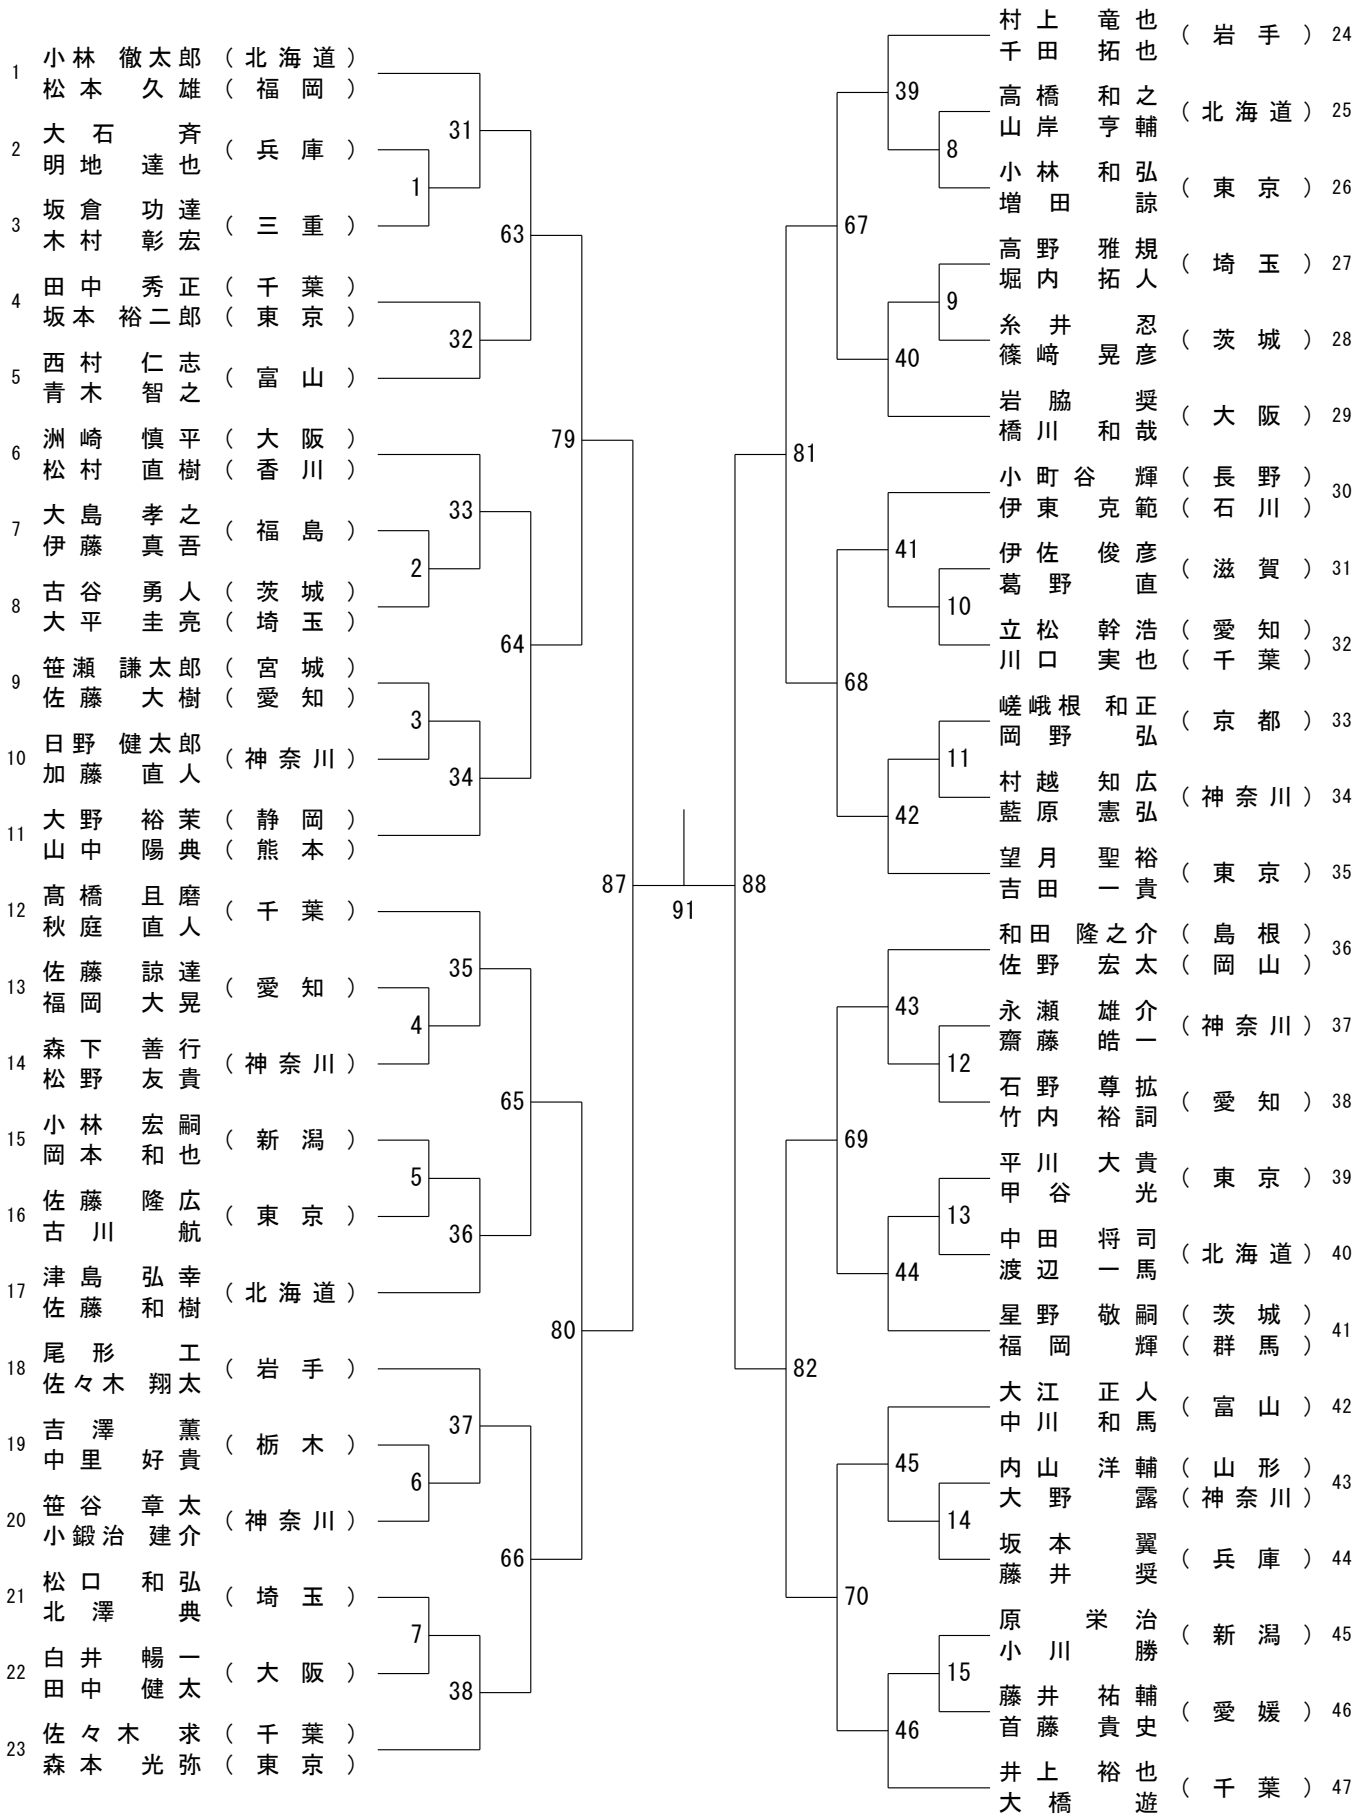 1 小林 徹太郎 (北海道)
松本 久雄 (福岡)
31
2 大石 斉 (兵庫)
明地 達也
1
3 坂倉 功達 (三重)
木村 彰宏
63
4 田中 秀正 (千葉)
坂本 裕二郎 (東京)
32
5 西村 仁志 (富山)
青木 智之
79
6 洲崎 慎平 (大阪)
松村 直樹 (香川)
33
7 大島 孝之 (福島)
伊藤 真吾
2
8 古谷 勇人 (茨城)
大平 圭亮 (埼玉)
64
9 笹瀬 謙太郎 (宮城)
佐藤 大樹 (愛知)
3
10 日野 健太郎 (神奈川)
加藤 直人
34
11 大野 裕茉 (静岡)
山中 陽典 (熊本)
87
12 髙橋 且磨 (千葉)
秋庭 直人
35
13 佐藤 諒達 (愛知)
福岡 大晃
4
14 森下 善行 (神奈川)
松野 友貴
65
15 小林 宏嗣 (新潟)
岡本 和也
5
16 佐藤 隆広 (東京)
古川 航
36
17 津島 弘幸 (北海道)
佐藤 和樹
80
18 尾形 工 (岩手)
佐々木 翔太
37
19 吉澤 薫 (栃木)
中里 好貴
6
20 笹谷 章太 (神奈川)
小鍛治 建介
66
21 松口 和弘 (埼玉)
北澤 典
7
22 白井 暢一 (大阪)
田中 健太
38
23 佐々木 求 (千葉)
森本 光弥 (東京)
91
村上 竜也 (岩手) 24
千田 拓也
39
高橋 和之 (北海道) 25
山岸 亨輔
8
小林 和弘 (東京) 26
増田 諒
67
高野 雅規 (埼玉) 27
堀内 拓人
9
糸井 忍 (茨城) 28
篠﨑 晃彦
40
岩脇 奨 (大阪) 29
橋川 和哉
81
小町谷 輝 (長野) 30
伊東 克範 (石川)
41
伊佐 俊彦 (滋賀) 31
葛野 直
10
立松 幹浩 (愛知) 32
川口 実也 (千葉)
68
嵯峨根 和正 (京都) 33
岡野 弘
11
村越 知広 (神奈川) 34
藍原 憲弘
42
望月 聖裕 (東京) 35
吉田 一貴
88
和田 隆之介 (島根) 36
佐野 宏太 (岡山)
43
永瀬 雄介 (神奈川) 37
齋藤 皓一
12
石野 尊拡 (愛知) 38
竹内 裕詞
69
平川 大貴 (東京) 39
甲谷 光
13
中田 将司 (北海道) 40
渡辺 一馬
44
星野 敬嗣 (茨城) 41
福岡 輝 (群馬)
82
大江 正人 (富山) 42
中川 和馬
45
内山 洋輔 (山形) 43
大野 露 (神奈川)
14
坂本 翼 (兵庫) 44
藤井 奨
70
原 栄治 (新潟) 45
小川 勝
15
藤井 祐輔 (愛媛) 46
首藤 貴史
46
井上 裕也 (千葉) 47
大橋 遊